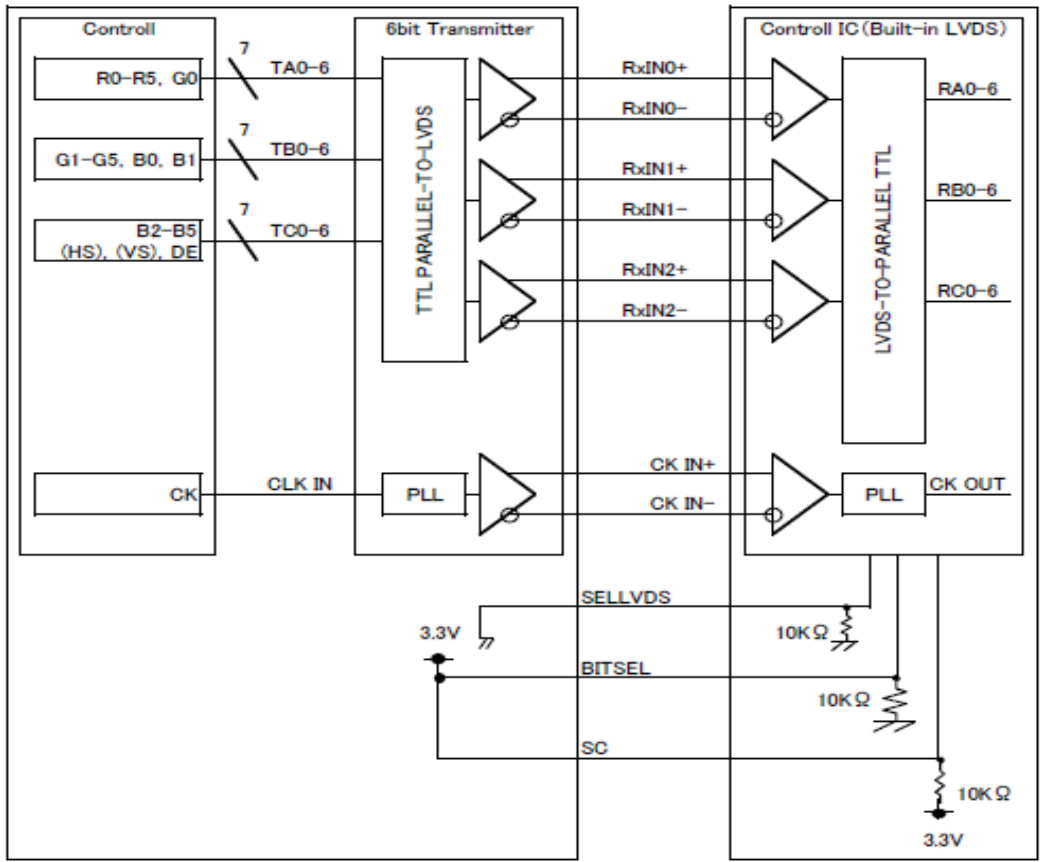 Controll
6bit Transmitter
Controll IC(Built-in LVDS)
R0-R5, G0
7
TA0-6
RxIN0+
RxIN0-
RA0-6
G1-G5, B0, B1
7
TB0-6
RxIN1+
RxIN1-
RB0-6
B2-B5
(HS), (VS), DE
7
TC0-6
RxIN2+
RxIN2-
RC0-6
TTL PARALLEL-TO-LVDS
LVDS-TO-PARALLEL TTL
CK
CLK IN
PLL
CK IN+
CK IN-
PLL
CK OUT
SELLVDS
10KΩ
3.3V
BITSEL
10KΩ
SC
10KΩ
3.3V